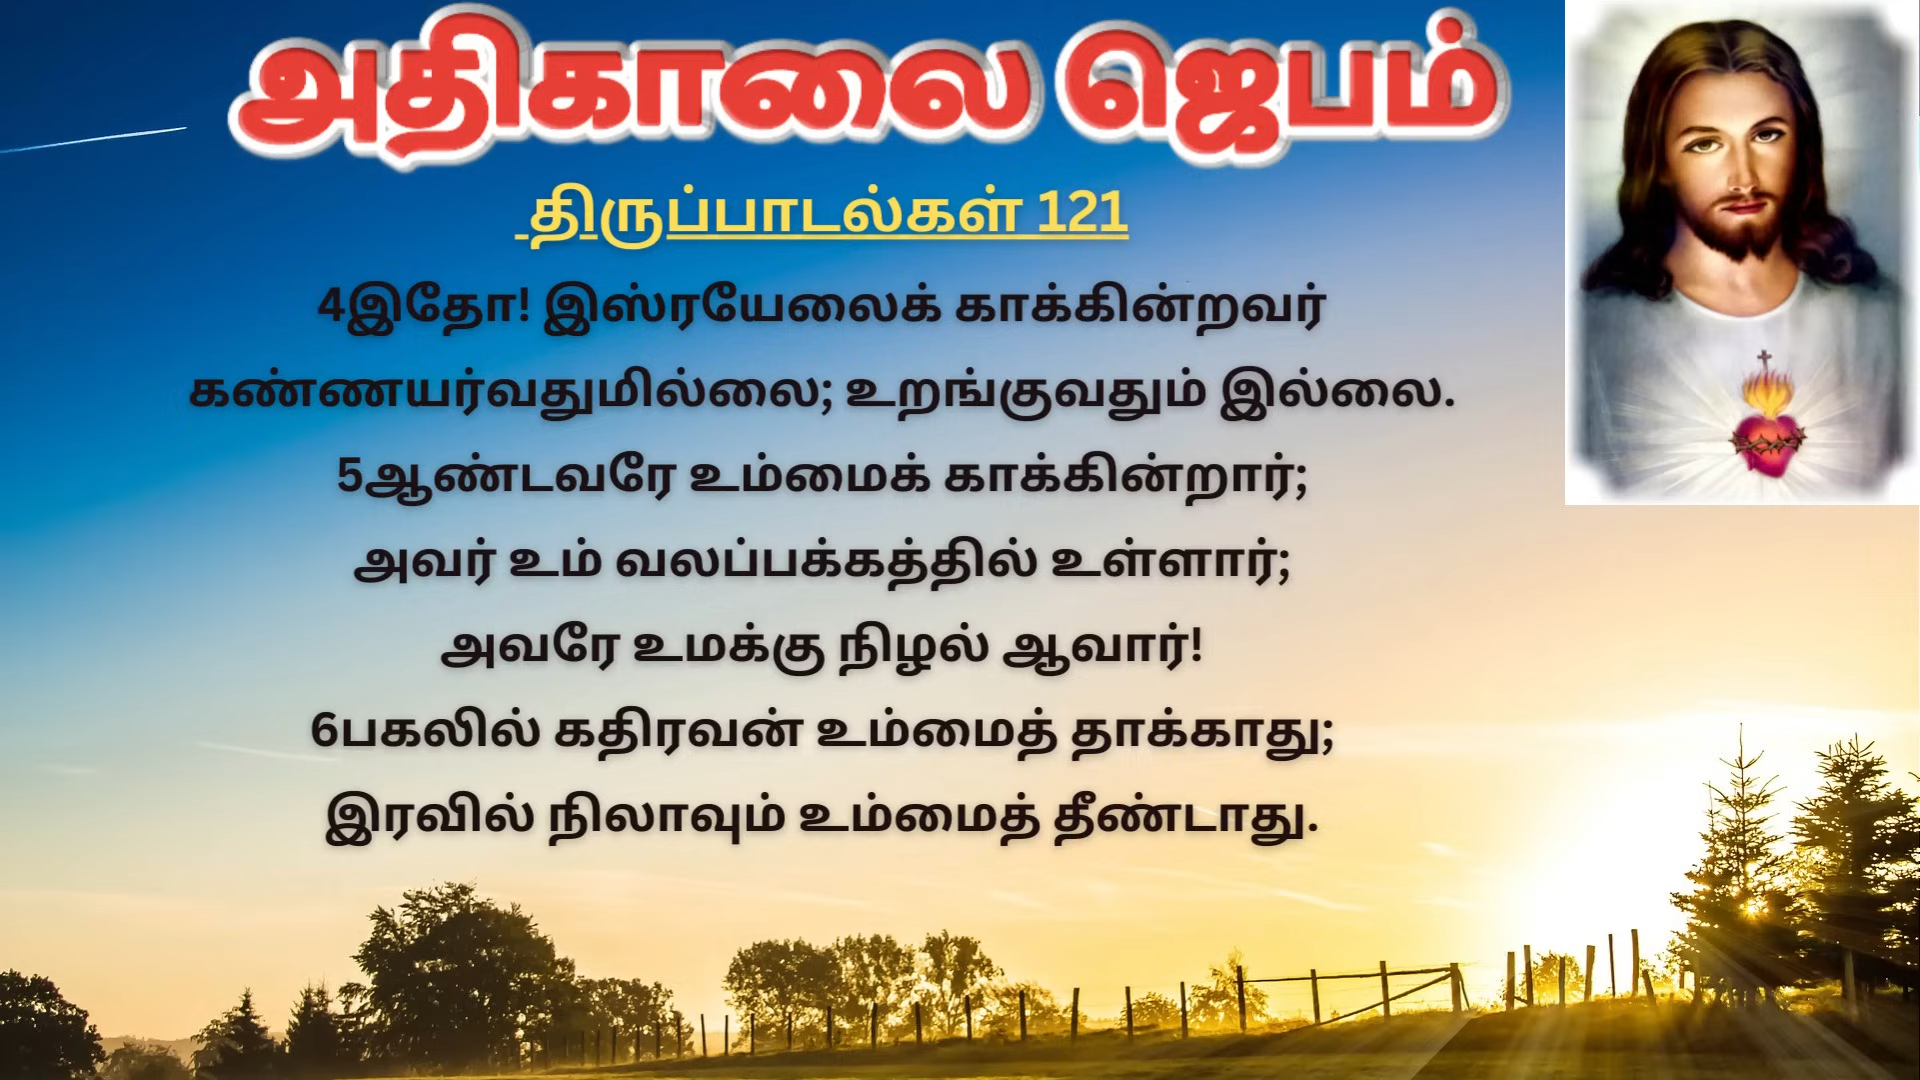 அதிகாலை ஜெபம்
திருப்பாடல்கள் 121
4இதோ! இஸ்ரயேலைக் காக்கின்றவர்
கண்ணயர்வதுமில்லை; உறங்குவதும் இல்லை.
5ஆண்டவரே உம்மைக் காக்கின்றார்;
அவர் உம் வலப்பக்கத்தில் உள்ளார்;
அவரே உமக்கு நிழல் ஆவார்!
6பகலில் கதிரவன் உம்மைத் தாக்காது;
இரவில் நிலாவும் உம்மைத் தீண்டாது.